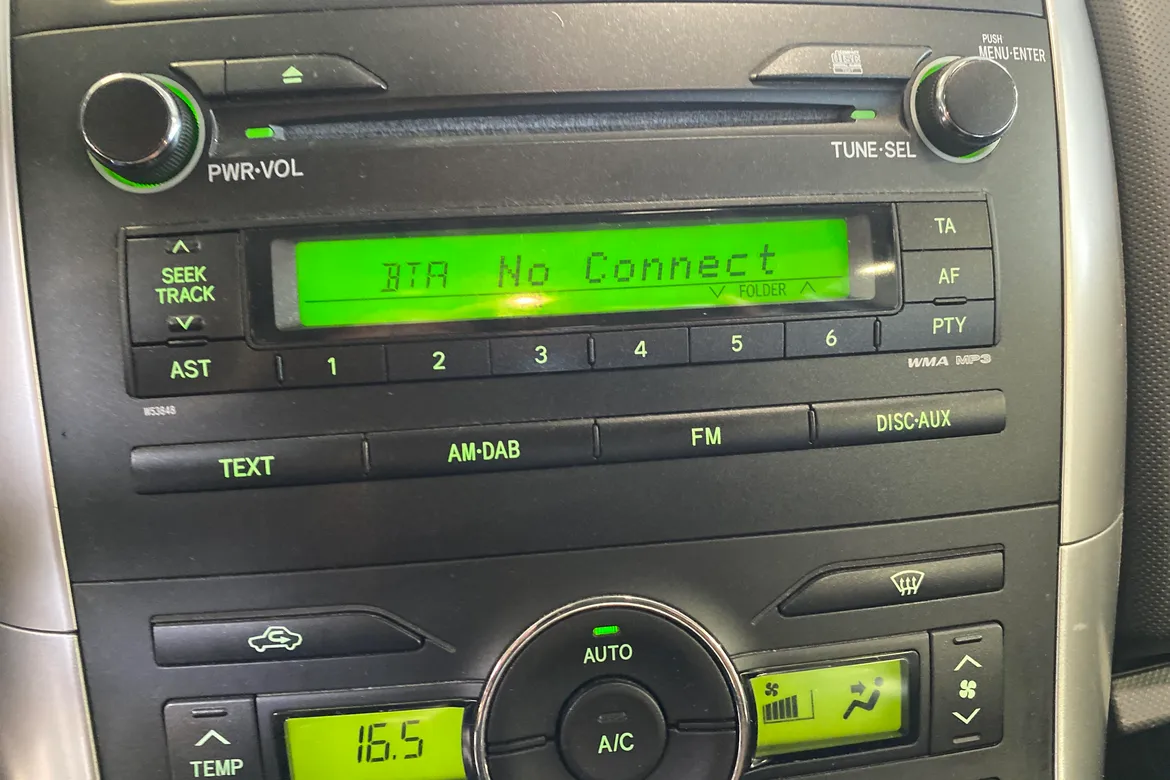 PUSH
MENU·ENTER
PWR·VOL
TUNE·SEL
SEEK
TRACK
BTA No Connect
FOLDER
TA
AF
PTY
AST
1 2 3 4 5 6
WMA MP3
W53848
TEXT
AM·DAB
FM
DISC·AUX
AUTO
A/C
16.5
TEMP